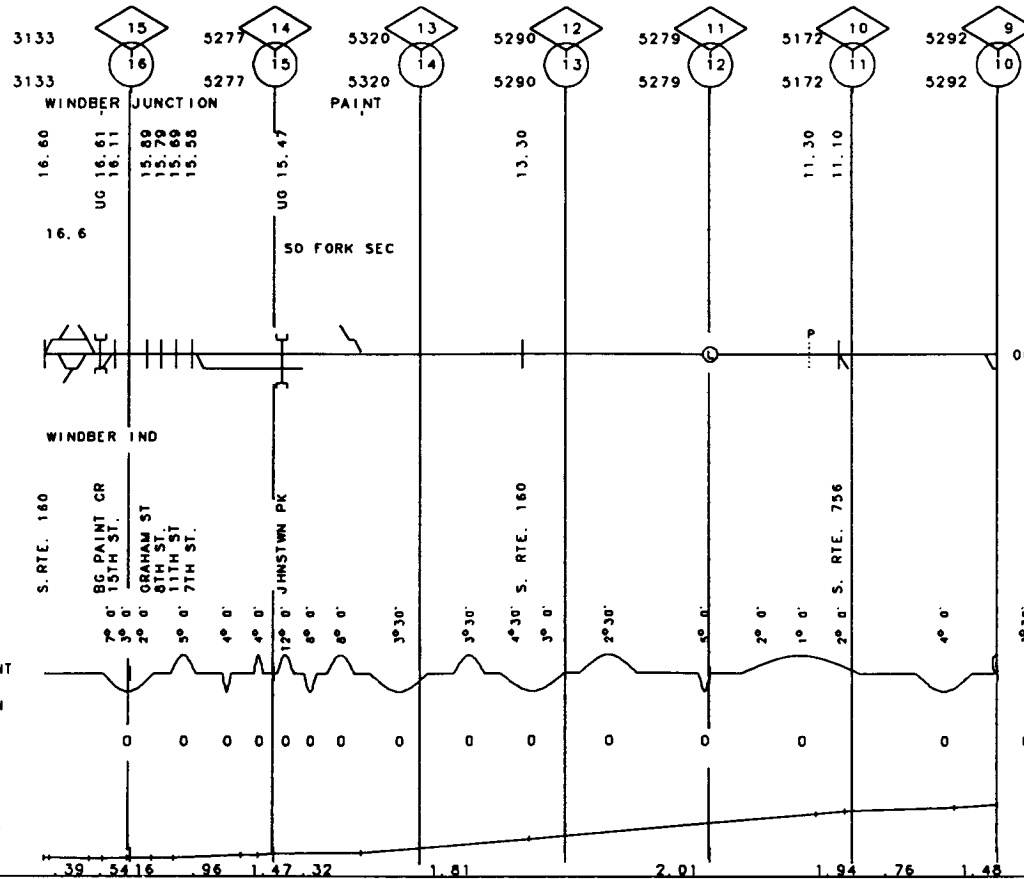 3133 15 5277 14 5320 13 5290 12 5279 11 5172 10 5292 9
16 15 14 13 12 11 10
3133 5277 5320 5290 5279 5172 5292
WINDBER JUNCTION PAINT
16.60
UG 16.61
16.11
15.89
15.79
15.69
15.58
UG 15.47
13.30
11.30
11.10
16.6
SO FORK SEC
P
L
WINDBER IND
S. RTE. 160
BG PAINT CR
15TH ST.
GRAHAM ST
8TH ST.
11TH ST
7TH ST.
JHNSTWN PK
S. RTE. 160
S. RTE. 756
7° 0'
3° 0'
2° 0'
5° 0'
4° 0'
4° 0'
12° 0'
8° 0'
8° 0'
3° 30'
3° 30'
4° 30'
3° 0'
2° 30'
5° 0'
2° 0'
1° 0'
2° 0'
4° 0'
0 0 0 0 0 0 0 0 0 0 0 0 0 0
.39 .54 16 .96 1.47 .32 1.81 2.01 1.94 .76 1.48